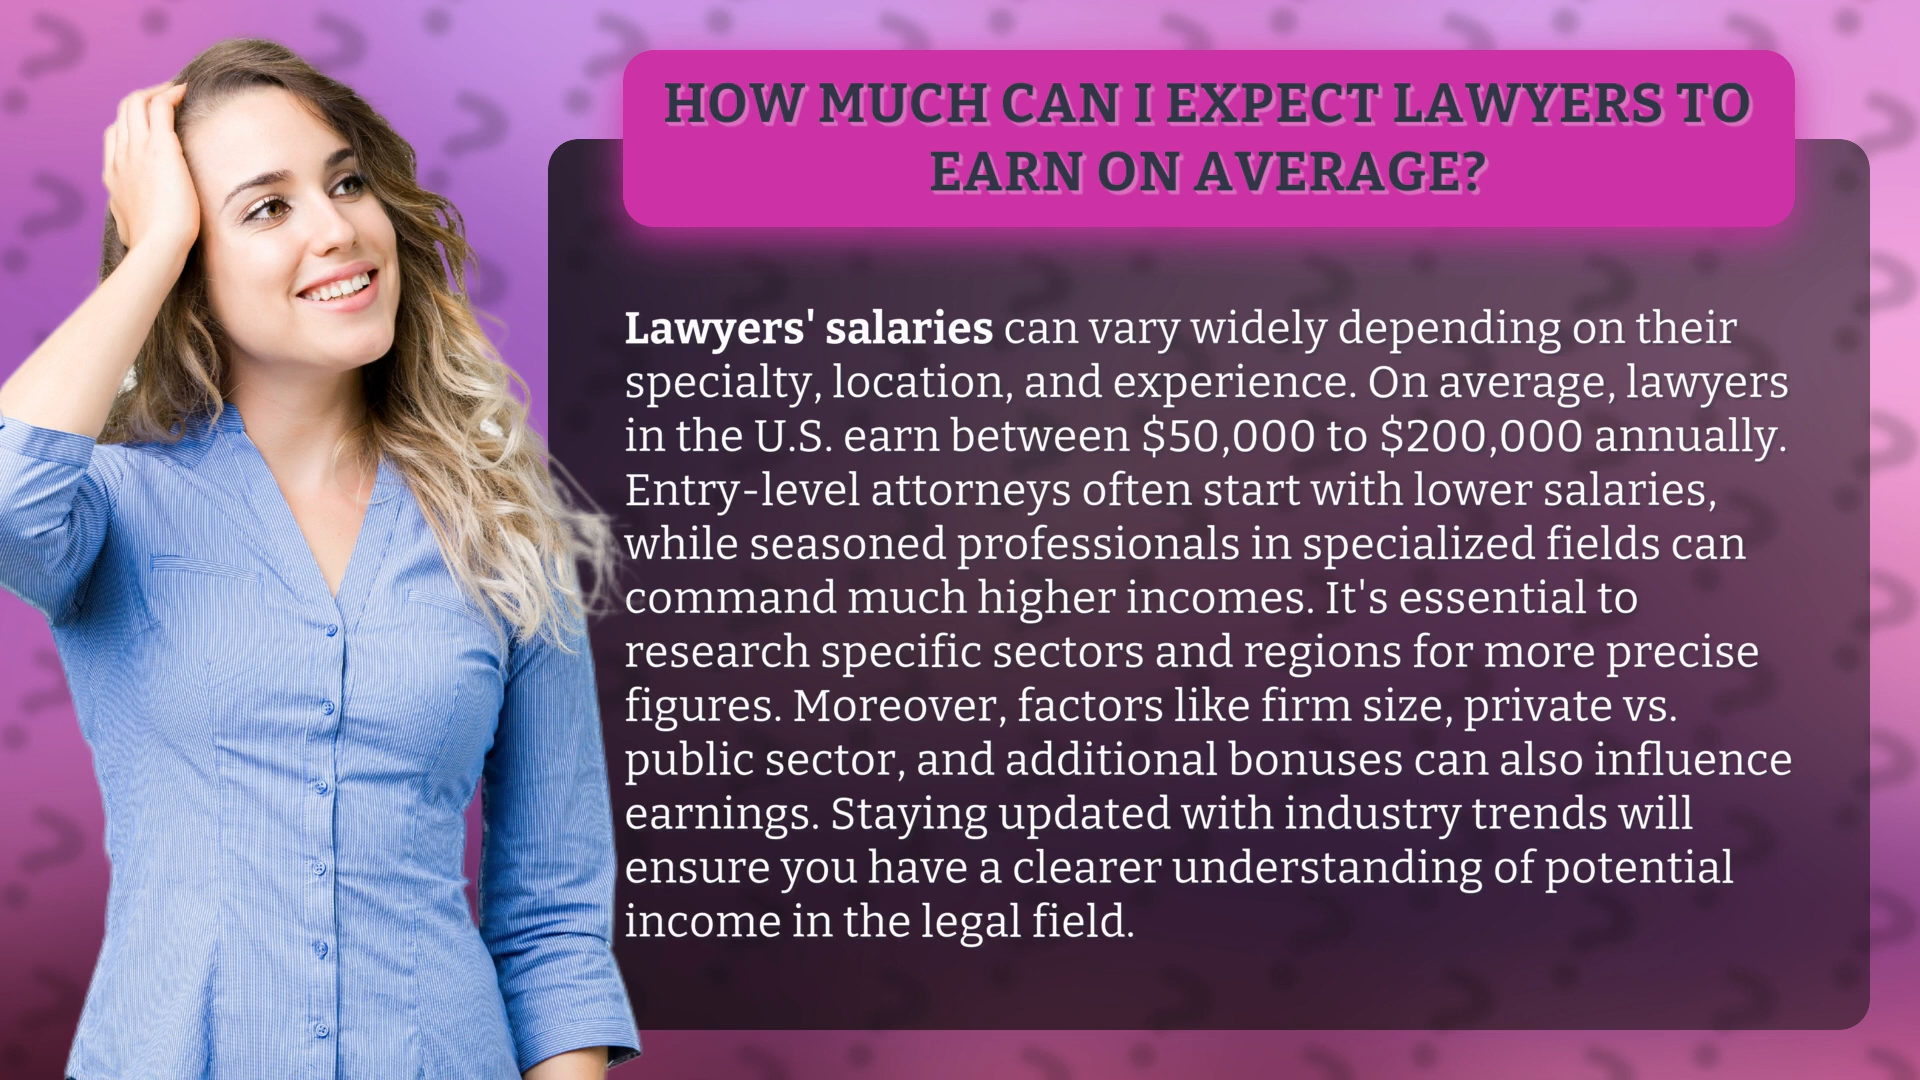 HOW MUCH CAN I EXPECT LAWYERS TO
EARN ON AVERAGE?
Lawyers' salaries can vary widely depending on their
specialty, location, and experience. On average, lawyers
in the U.S. earn between $50,000 to $200,000 annually.
Entry-level attorneys often start with lower salaries,
while seasoned professionals in specialized fields can
command much higher incomes. It's essential to
research specific sectors and regions for more precise
figures. Moreover, factors like firm size, private vs.
public sector, and additional bonuses can also influence
earnings. Staying updated with industry trends will
ensure you have a clearer understanding of potential
income in the legal field.